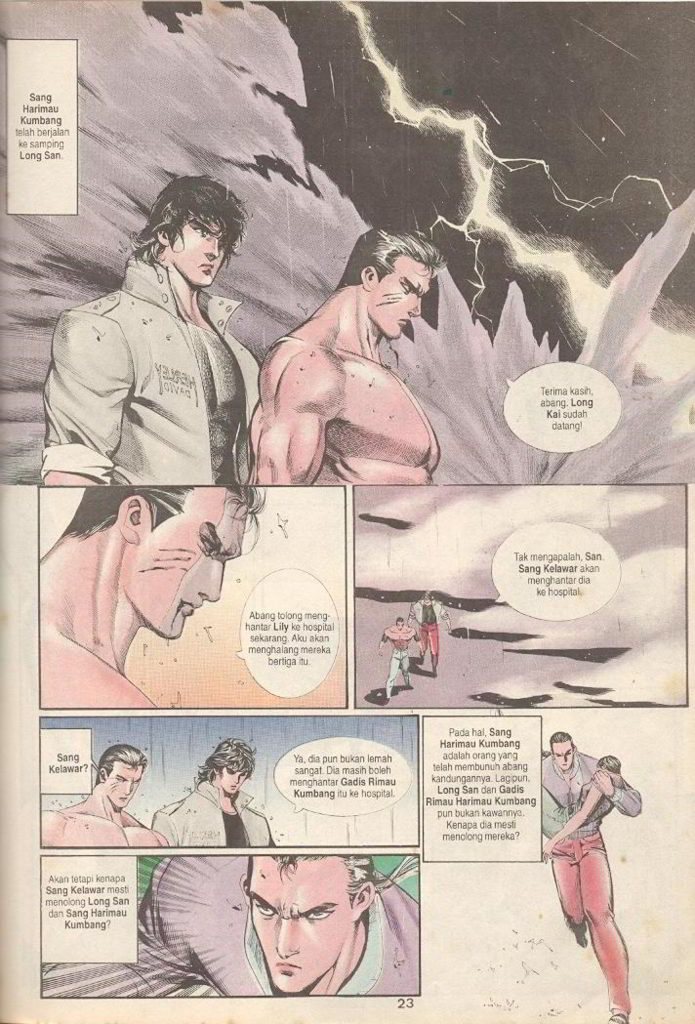 Sang
Harimau
Kumbang
telah berjalan
ke samping
Long San.
Terima kasih,
abang. Long
Kai sudah
datang!
Abang tolong meng-
hantar Lily ke hospital
sekarang. Aku akan
menghalang mereka
bertiga itu.
Tak mengapalah, San.
Sang Kelawar akan
menghantar dia
ke hospital.
Sang
Kelawar?
Ya, dia pun bukan lemah
sangat. Dia masih boleh
menghantar Gadis Rimau
Kumbang itu ke hospital.
Pada hal, Sang
Harimau Kumbang
adalah orang yang
telah membunuh abang
kandungannya. Lagipun,
Long San dan Gadis
Rimau Harimau Kumbang
pun bukan kawannya.
Kenapa dia mesti
menolong mereka?
Akan tetapi kenapa
Sang Kelawar mesti
menolong Long San
dan Sang Harimau
Kumbang?
23